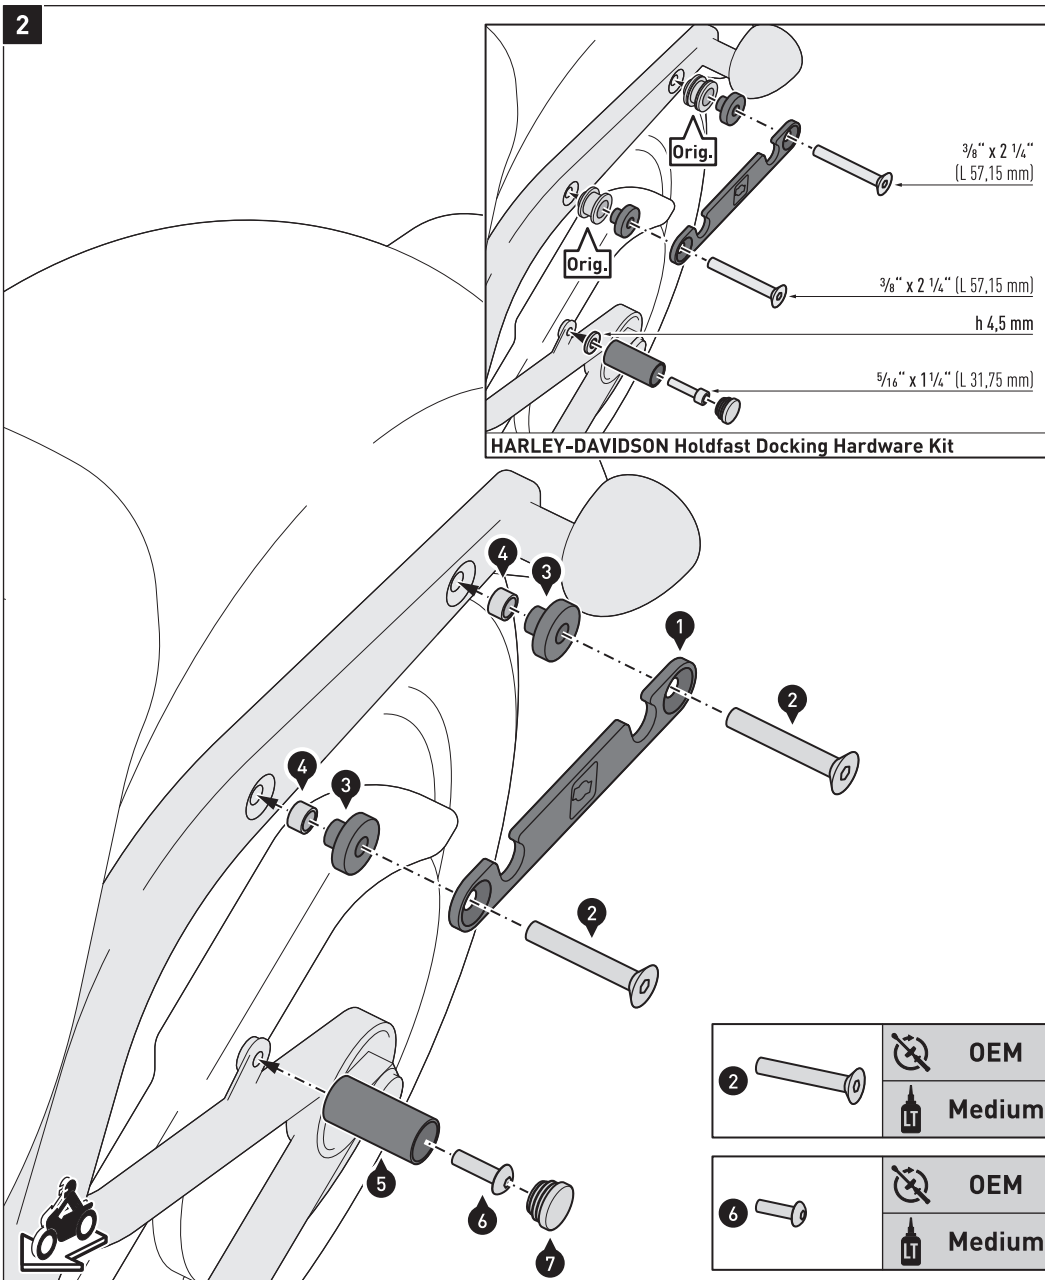 2
Orig.
Orig.
³/₈“ x 2 ¹/₄“
(L 57,15 mm)
³/₈“ x 2 ¹/₄“ (L 57,15 mm)
h 4,5 mm
⁵/₁₆“ x 1 ¹/₄“ (L 31,75 mm)
HARLEY-DAVIDSON Holdfast Docking Hardware Kit
4
3
1
2
4
3
2
5
6
7
2
OEM
LT
Medium
6
OEM
LT
Medium